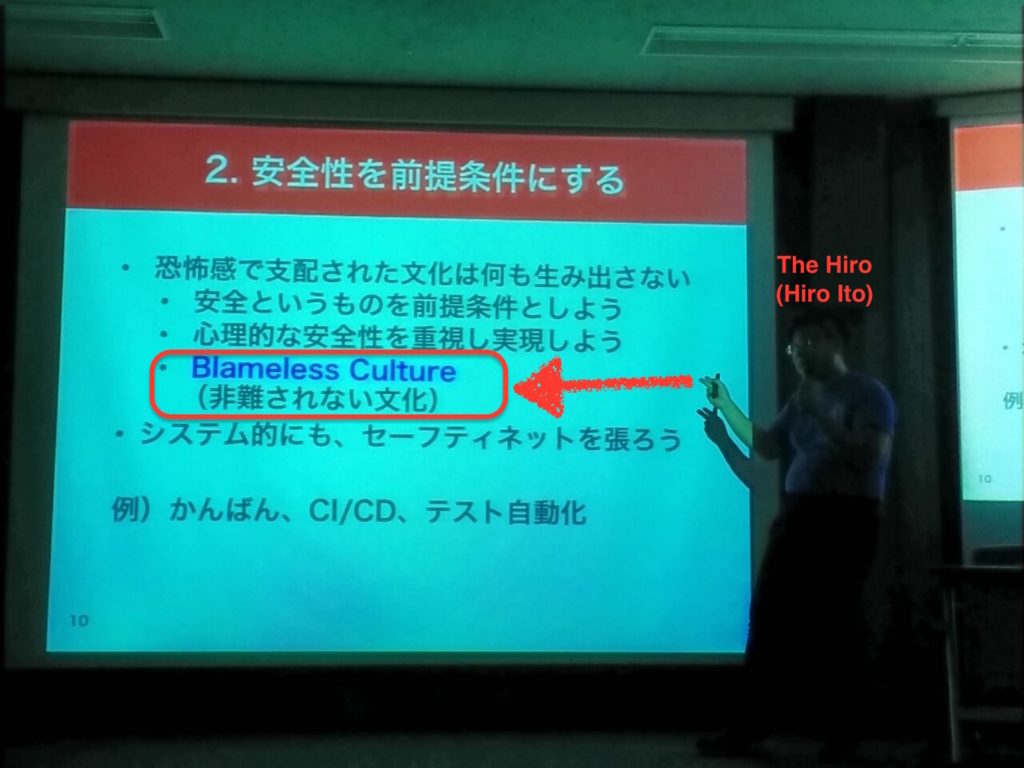 2. 安全性を前提条件にする
• 恐怖感で支配された文化は何も生み出さない
• 安全というものを前提条件としよう
• 心理的な安全性を重視し実現しよう
• Blameless Culture
（非難されない文化）
• システム的にも、セーフティネットを張ろう
例）かんばん、CI/CD、テスト自動化
10
The Hiro
(Hiro Ito)
例
10